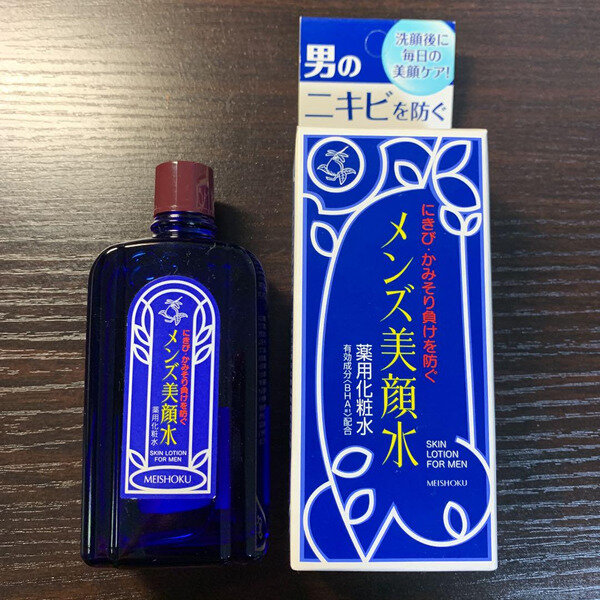 男の
ニキビを防ぐ
洗顔後に
毎日の
美顔ケア!
にきび・かみそり負けを防ぐ
メンズ美顔水
薬用化粧水
有効成分〈BHA※1〉配合
SKIN
LOTION
FOR MEN
MEISHOKU
にきび・かみそり負けを防ぐ
メンズ美顔水
薬用化粧水
SKIN LOTION
FOR MEN
MEISHOKU